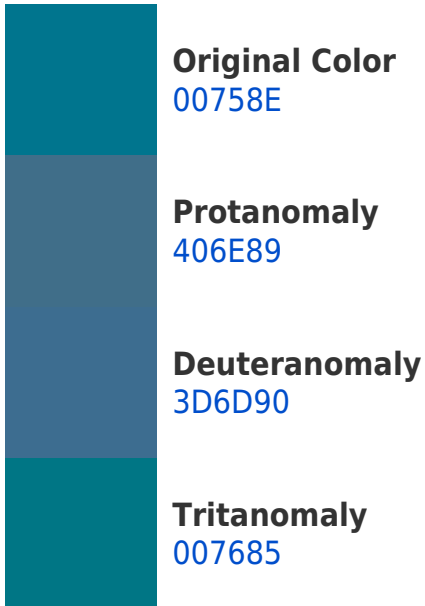 Original Color
00758E
Protanomaly
406E89
Deuteranomaly
3D6D90
Tritanomaly
007685